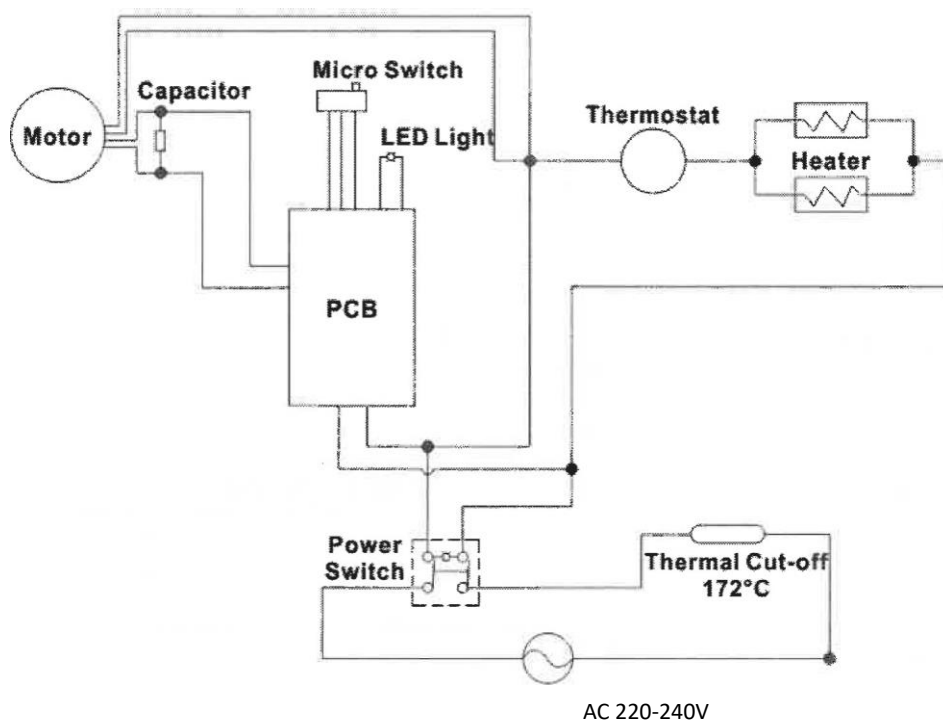 Micro Switch
Capacitor
LED Light
Motor
Thermostat
Heater
PCB
Power
Switch
Thermal Cut-off
172°C
AC 220-240V